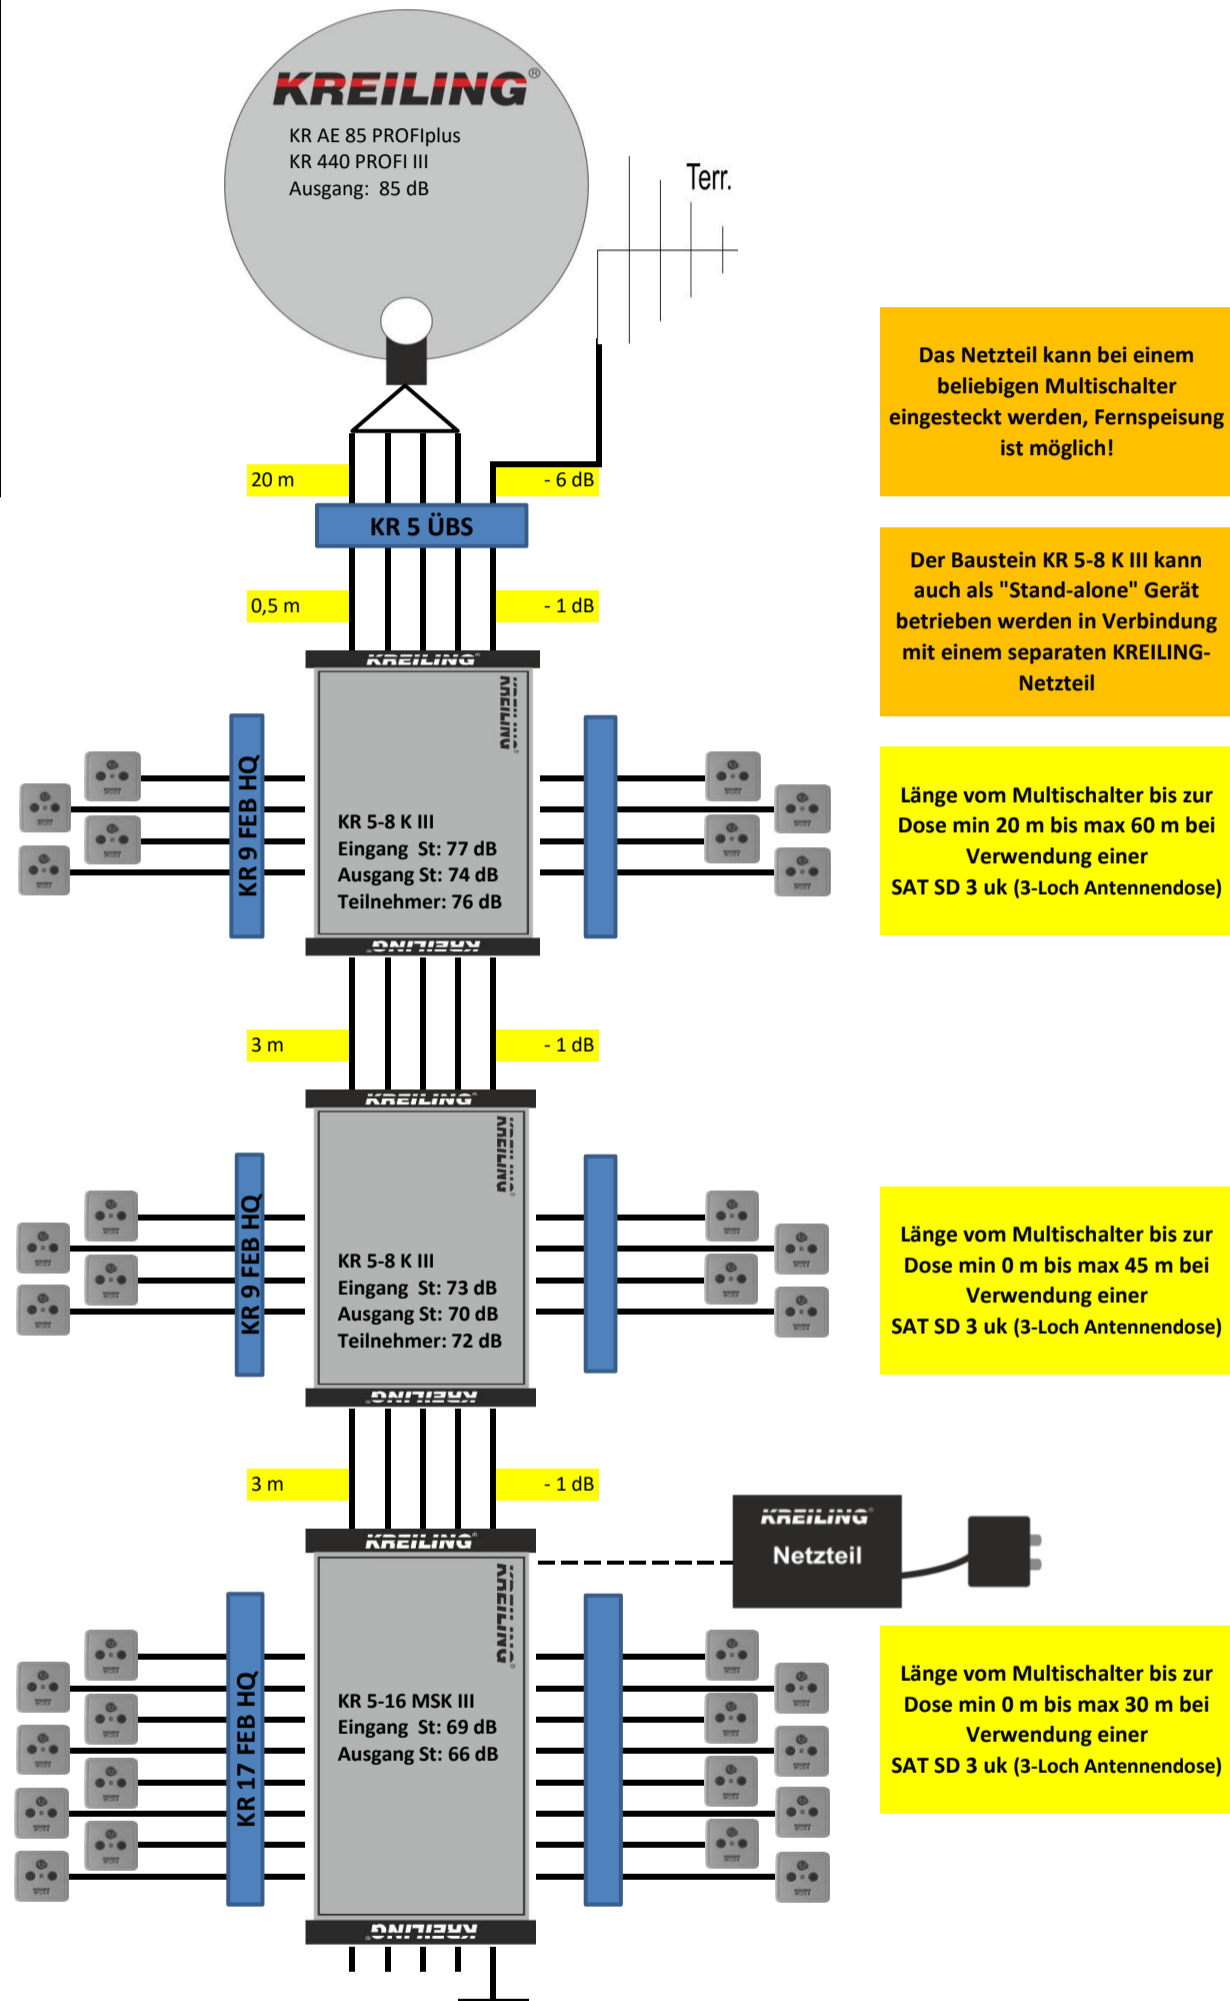 KREILING®
KR AE 85 PROFIplus
KR 440 PROFI III
Ausgang: 85 dB
Terr.
Das Netzteil kann bei einem
beliebigen Multischalter
eingesteckt werden, Fernspeisung
ist möglich!
20 m
- 6 dB
KR 5 ÜBS
0,5 m
- 1 dB
Der Baustein KR 5-8 K III kann
auch als "Stand-alone" Gerät
betrieben werden in Verbindung
mit einem separaten KREILING-
Netzteil
KREILING®
KREILING®
KR 9 FEB HQ
KR 5-8 K III
Eingang St: 77 dB
Ausgang St: 74 dB
Teilnehmer: 76 dB
KREILING®
Länge vom Multischalter bis zur
Dose min 20 m bis max 60 m bei
Verwendung einer
SAT SD 3 uk (3-Loch Antennendose)
3 m
- 1 dB
KREILING®
KREILING®
KR 9 FEB HQ
KR 5-8 K III
Eingang St: 73 dB
Ausgang St: 70 dB
Teilnehmer: 72 dB
KREILING®
Länge vom Multischalter bis zur
Dose min 0 m bis max 45 m bei
Verwendung einer
SAT SD 3 uk (3-Loch Antennendose)
3 m
- 1 dB
KREILING®
Netzteil
KREILING®
KREILING®
KR 17 FEB HQ
KR 5-16 MSK III
Eingang St: 69 dB
Ausgang St: 66 dB
KREILING®
Länge vom Multischalter bis zur
Dose min 0 m bis max 30 m bei
Verwendung einer
SAT SD 3 uk (3-Loch Antennendose)